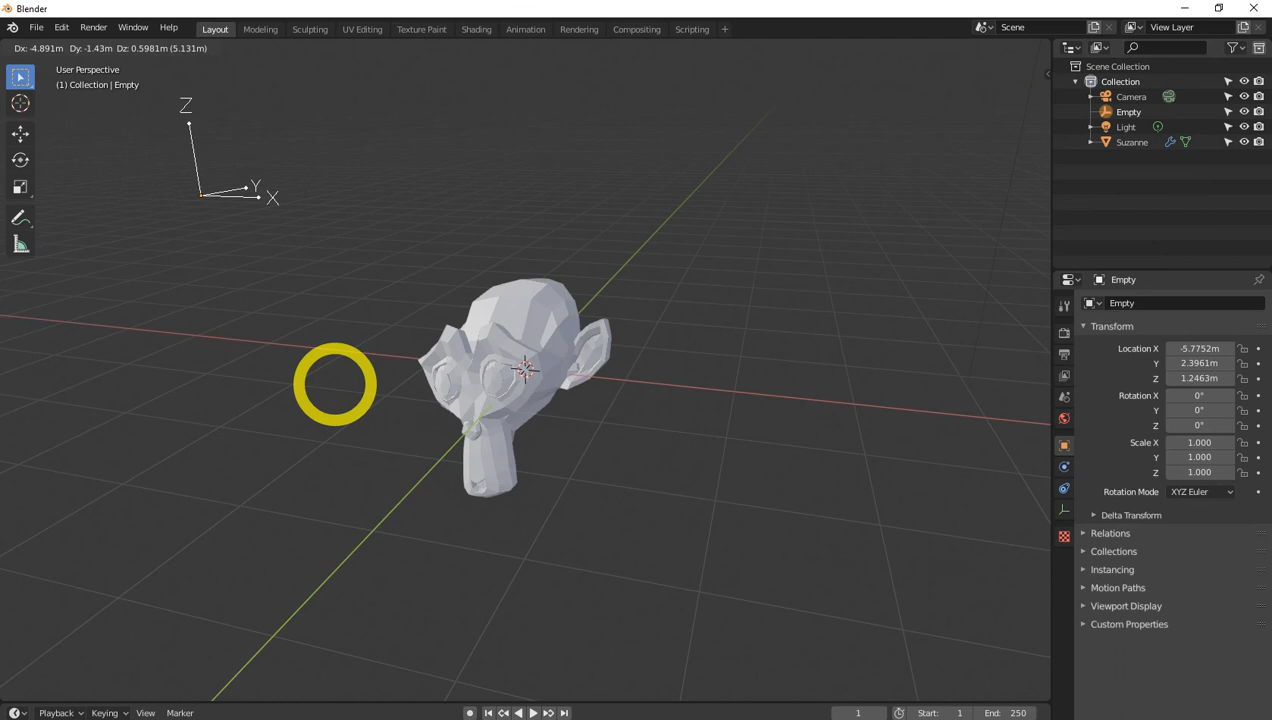 Blender
File Edit Render Window Help Layout Modeling Sculpting UV Editing Texture Paint Shading Animation Rendering Compositing Scripting + Scene View Layer
Dx: -4.891m Dy: -1.43m Dz: 0.5981m (5.131m)
User Perspective
(1) Collection | Empty
Z
Y
X
Scene Collection
Collection
Camera
Empty
Light
Suzanne
Empty
Empty
Transform
Location X -5.7752m
Y 2.3961m
Z 1.2463m
Rotation X 0°
Y 0°
Z 0°
Scale X 1.000
Y 1.000
Z 1.000
Rotation Mode XYZ Euler
Delta Transform
Relations
Collections
Instancing
Motion Paths
Viewport Display
Custom Properties
Playback Keying View Marker 1 Start: 1 End: 250